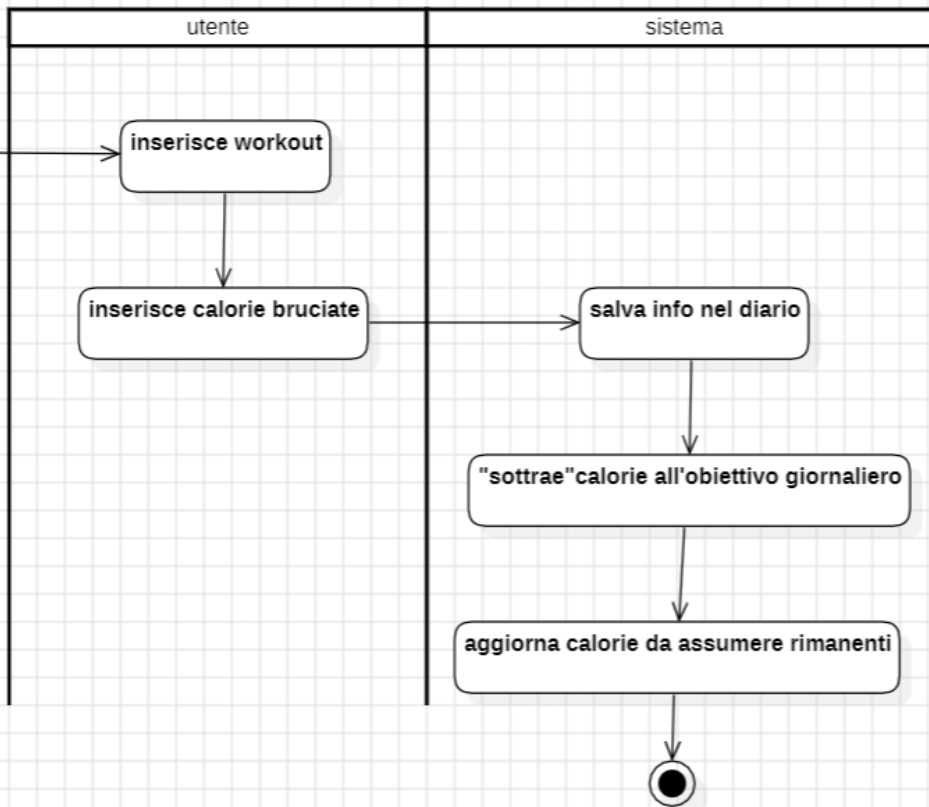 utente
sistema
inserisce workout
inserisce calorie bruciate
salva info nel diario
"sottrae"calorie all'obiettivo giornaliero
aggiorna calorie da assumere rimanenti